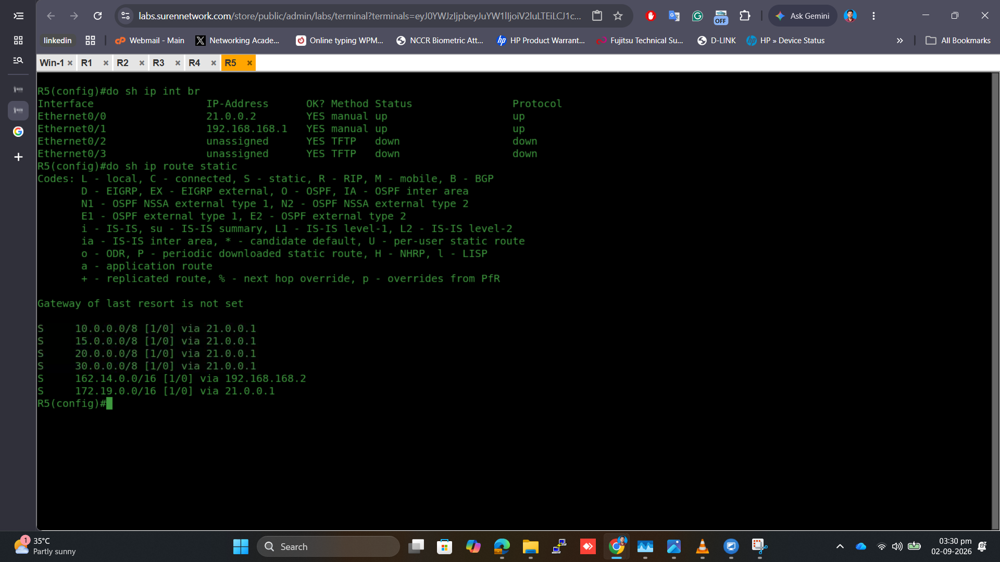 labs.surennetwork.com/store/public/admin/labs/terminal?terminals=eyJ0YWJzIjpbeyJuYW1lIjoiV2luLTEiLCJ1c...
OFF
Ask Gemini
linkedin
Webmail - Main
Networking Acade...
Online typing WPM...
NCCR Biometric Att...
HP Product Warrant...
Fujitsu Technical Su...
D-LINK
HP » Device Status
All Bookmarks
Win-1 × R1 × R2 × R3 × R4 × R5 ×
R5(config)#do sh ip int br
Interface                  IP-Address      OK? Method Status                Protocol
Ethernet0/0                21.0.0.2        YES manual up                    up
Ethernet0/1                192.168.168.1   YES manual up                    up
Ethernet0/2                unassigned      YES TFTP   down                  down
Ethernet0/3                unassigned      YES TFTP   down                  down
R5(config)#do sh ip route static
Codes: L - local, C - connected, S - static, R - RIP, M - mobile, B - BGP
       D - EIGRP, EX - EIGRP external, O - OSPF, IA - OSPF inter area
       N1 - OSPF NSSA external type 1, N2 - OSPF NSSA external type 2
       E1 - OSPF external type 1, E2 - OSPF external type 2
       i - IS-IS, su - IS-IS summary, L1 - IS-IS level-1, L2 - IS-IS level-2
       ia - IS-IS inter area, * - candidate default, U - per-user static route
       o - ODR, P - periodic downloaded static route, H - NHRP, l - LISP
       a - application route
       + - replicated route, % - next hop override, p - overrides from PfR
Gateway of last resort is not set
S     10.0.0.0/8 [1/0] via 21.0.0.1
S     15.0.0.0/8 [1/0] via 21.0.0.1
S     20.0.0.0/8 [1/0] via 21.0.0.1
S     30.0.0.0/8 [1/0] via 21.0.0.1
S     162.14.0.0/16 [1/0] via 192.168.168.2
S     172.19.0.0/16 [1/0] via 21.0.0.1
R5(config)#
1
35°C
Partly sunny
Search
03:30 pm
02-09-2026